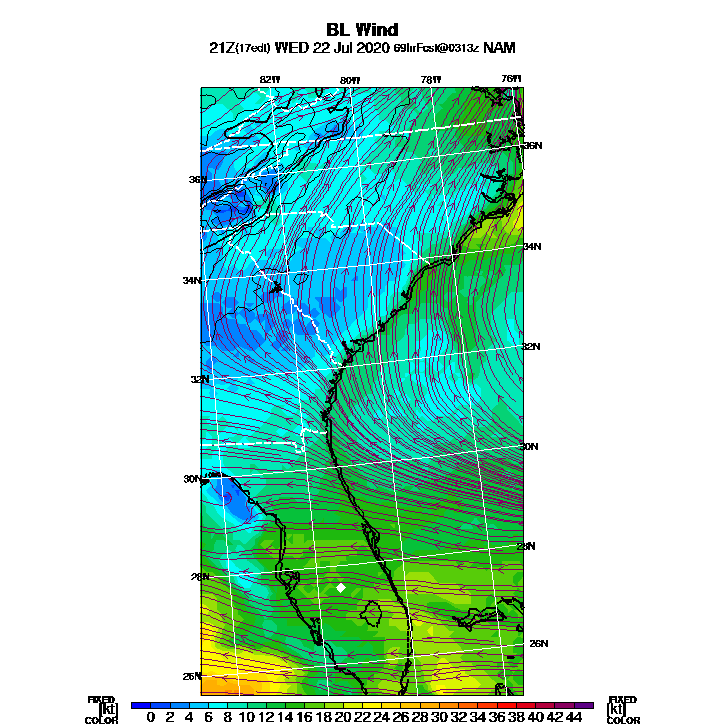 BL Wind
21Z(17edt) WED 22 Jul 2020 69hrFcst@0313z NAM
82W 80W 78W 76W
36N
36N
34N
34N
32N
32N
30N
30N
28N
28N
26N
26N
FIXED FIXED
[kt] 0 2 4 6 8 10 12 14 16 18 20 22 24 26 28 30 32 34 36 38 40 42 44 [kt]
COLOR COLOR